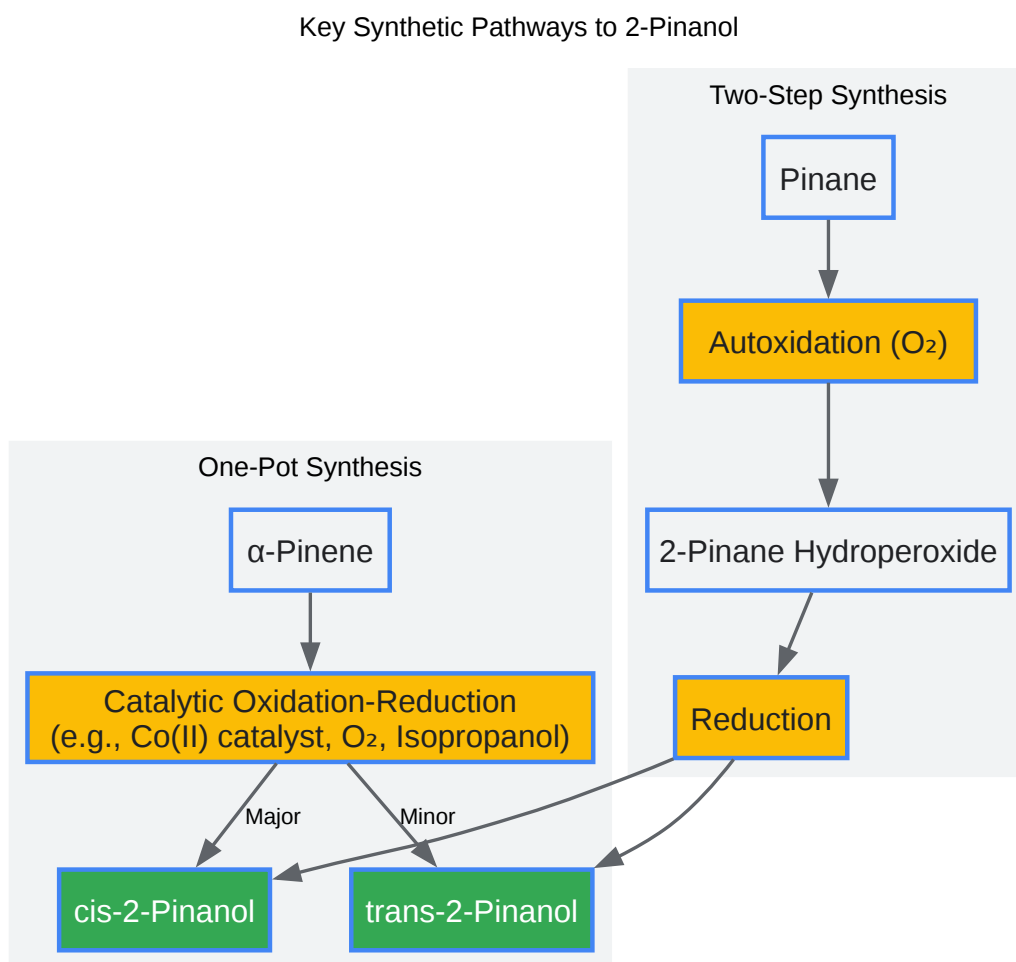 Key Synthetic Pathways to 2-Pinanol
Two-Step Synthesis
Pinane
Autoxidation (O₂)
2-Pinane Hydroperoxide
Reduction
One-Pot Synthesis
α-Pinene
Catalytic Oxidation-Reduction
(e.g., Co(II) catalyst, O₂, Isopropanol)
Major
Minor
cis-2-Pinanol
trans-2-Pinanol